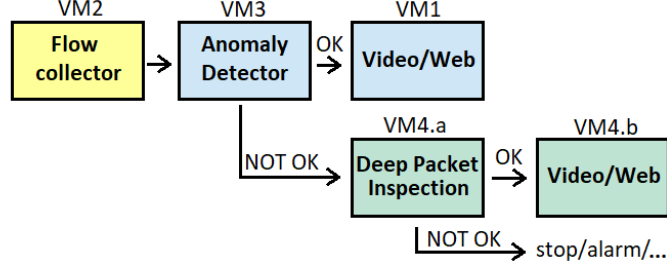 VM2
VM3
VM1
Flow
collector
Anomaly
Detector
OK
Video/Web
VM4.a
VM4.b
NOT OK
Deep Packet
Inspection
OK
Video/Web
NOT OK
stop/alarm/...